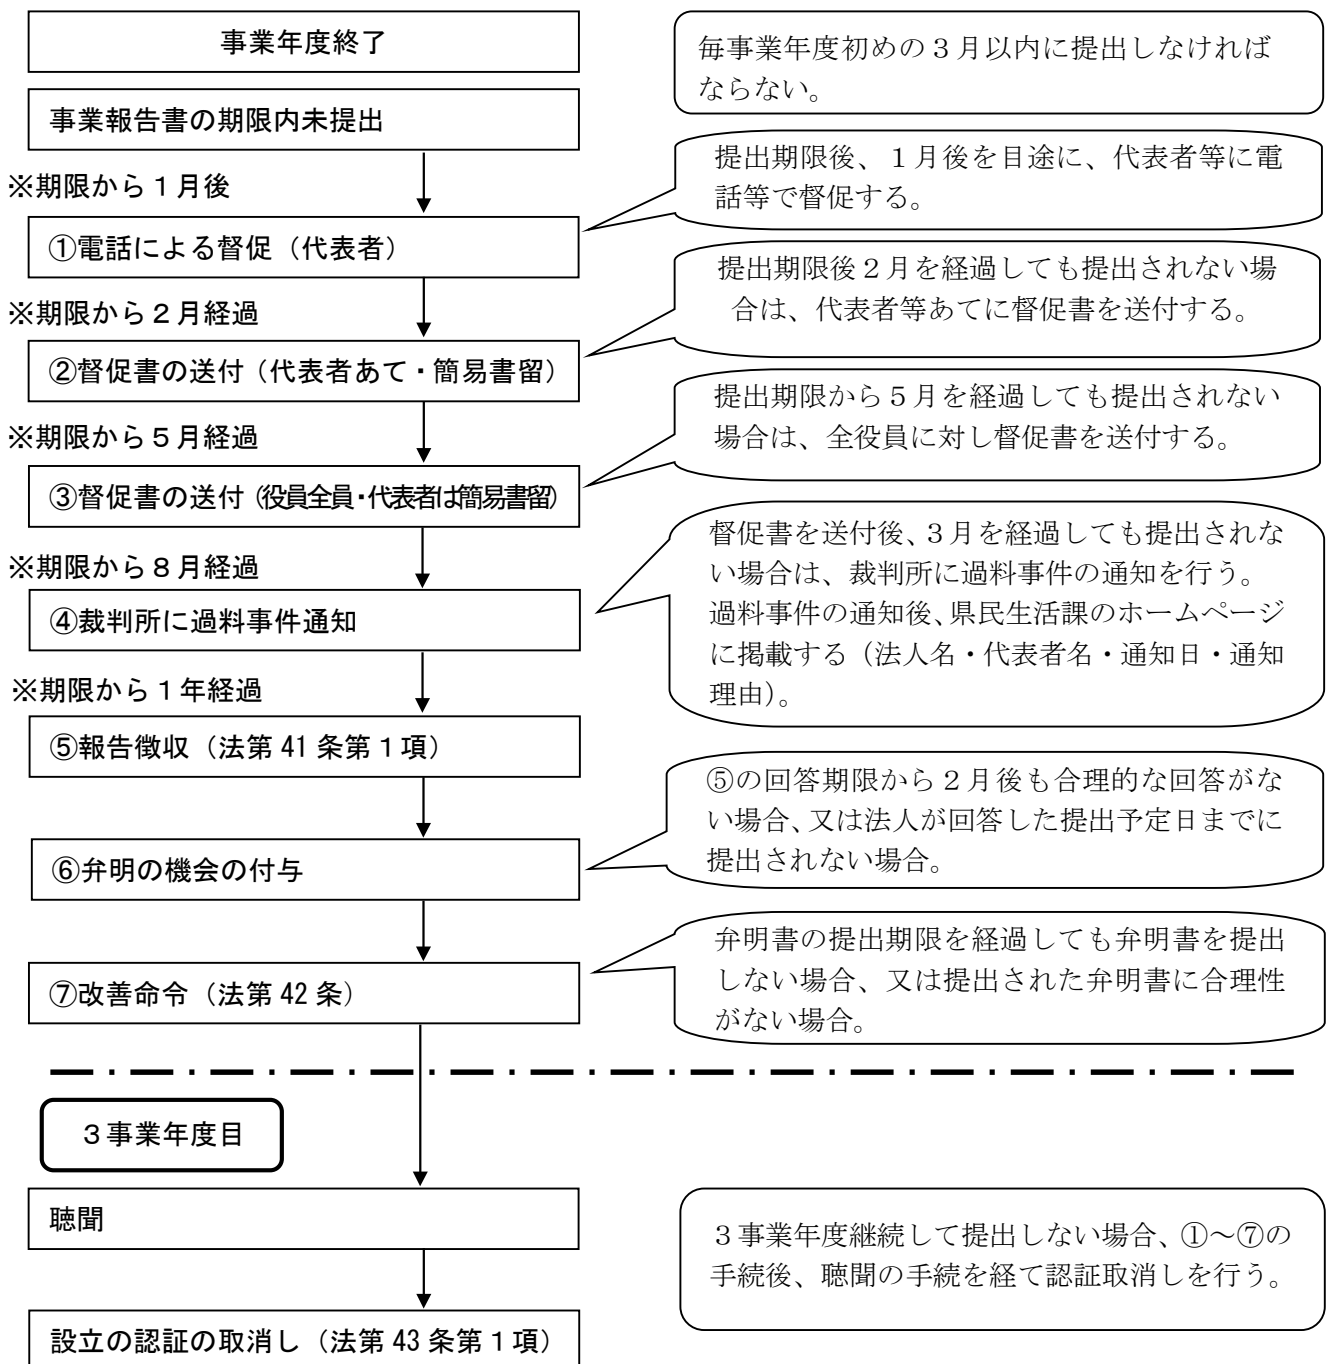 事業年度終了
毎事業年度初めの３月以内に提出しなければ
ならない。
事業報告書の期限内未提出
提出期限後、１月後を目途に、代表者等に電
話等で督促する。
※期限から１月後
①電話による督促（代表者）
提出期限後２月を経過しても提出されない場
合は、代表者等あてに督促書を送付する。
※期限から２月経過
②督促書の送付（代表者あて・簡易書留）
提出期限から５月を経過しても提出されない
場合は、全役員に対し督促書を送付する。
※期限から５月経過
③督促書の送付（役員全員・代表者は簡易書留）
督促書を送付後、３月を経過しても提出されな
い場合は、裁判所に過料事件の通知を行う。
過料事件の通知後、県民生活課のホームページ
に掲載する（法人名・代表者名・通知日・通知
理由）。
※期限から８月経過
④裁判所に過料事件通知
※期限から１年経過
⑤報告徴収（法第 41 条第１項）
⑤の回答期限から２月後も合理的な回答がな
い場合、又は法人が回答した提出予定日までに
提出されない場合。
⑥弁明の機会の付与
弁明書の提出期限を経過しても弁明書を提出
しない場合、又は提出された弁明書に合理性
がない場合。
⑦改善命令（法第 42 条）
３事業年度目
聴聞
３事業年度継続して提出しない場合、①～⑦の
手続後、聴聞の手続を経て認証取消しを行う。
設立の認証の取消し（法第 43 条第１項）